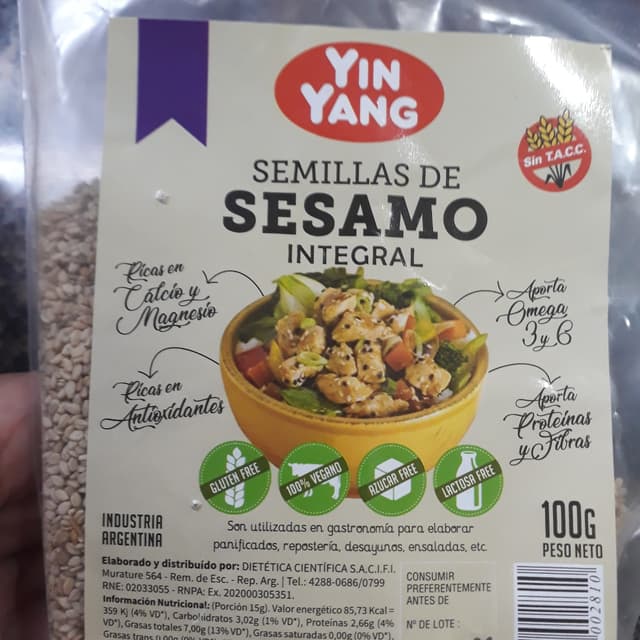 YIN
YANG
Sin T.A.C.C.
SEMILLAS DE
SESAMO
INTEGRAL
Ricas en
Calcio y
Magnesio
Aporta
Omega
3 y 6
Ricas en
Antioxidantes
Aporta
Proteínas
y Fibras
GLUTEN FREE
100% VEGANO
AZUCAR FREE
LACTOSA FREE
INDUSTRIA
ARGENTINA
Son utilizadas en gastronomía para elaborar
panificados, repostería, desayunos, ensaladas, etc.
100G
PESO NETO
Elaborado y distribuído por: DIETÉTICA CIENTÍFICA S.A.C.I.F.I.
Murature 564 - Rem. de Esc. - Rep. Arg. | Tel.: 4288-0686/0799
RNE: 02033055 - RNPA: Ex. 202000305351.
Información Nutricional: (Porción 15g). Valor energético 85,73 Kcal =
359 Kj (4% VD*), Carbohidratos 3,02g (1% VD*), Proteínas 2,66g (4%
VD*), Grasas totales 7,00g (13% VD*), Grasas saturadas 0,00g (0% VD*),
Grasas trans
CONSUMIR
PREFERENTEMENTE
ANTES DE
Nº DE LOTE :
002810